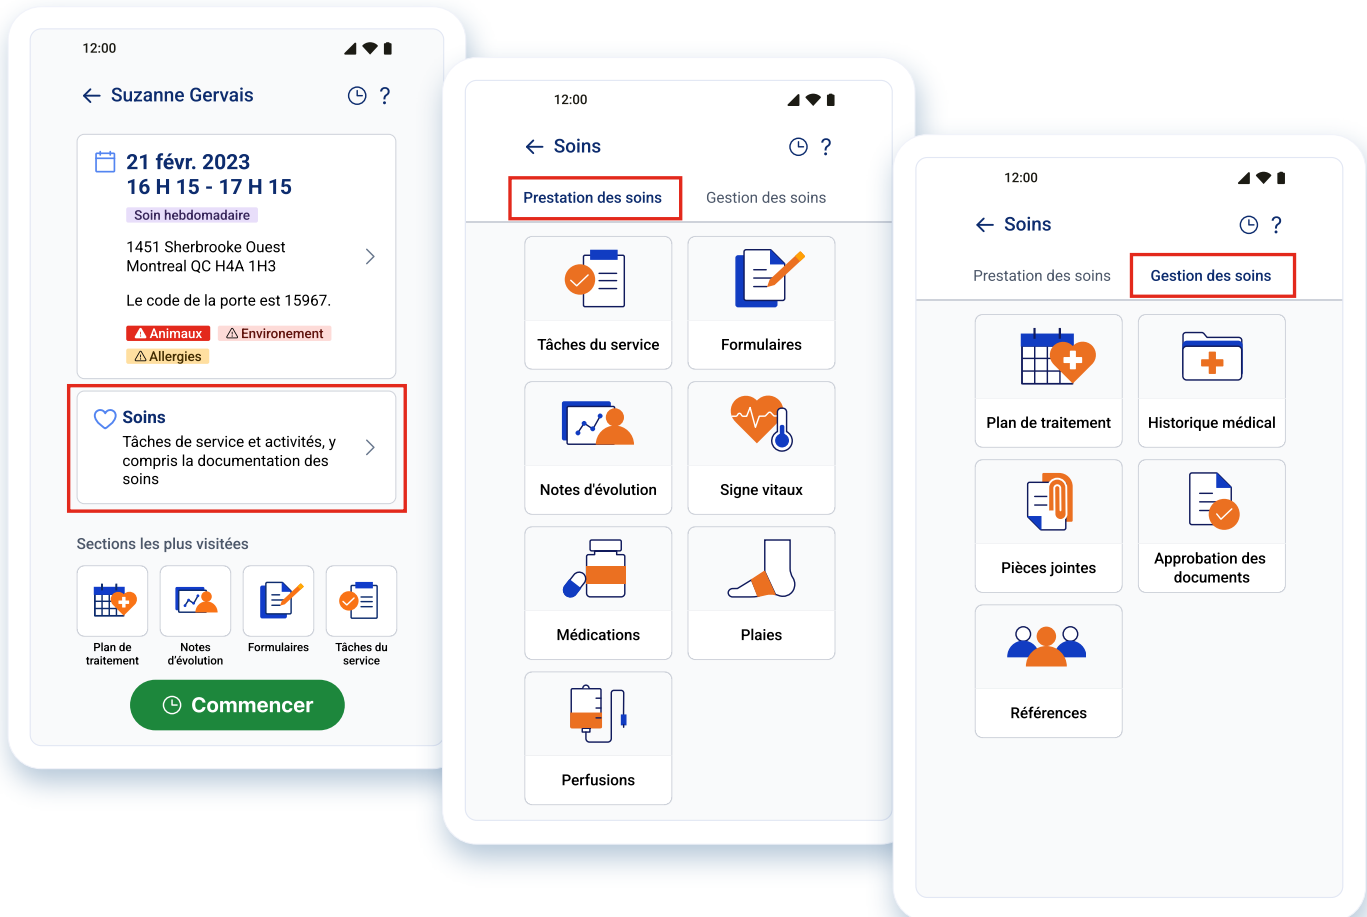 12:00
Suzanne Gervais
?
21 févr. 2023
16 H 15 - 17 H 15
Soin hebdomadaire
1451 Sherbrooke Ouest
Montreal QC H4A 1H3
Le code de la porte est 15967.
Animaux
Environement
Allergies
Soins
Tâches de service et activités, y
compris la documentation des
soins
Sections les plus visitées
Plan de
traitement
Notes
d'évolution
Formulaires
Tâches du
service
Commencer
12:00
Soins
?
Prestation des soins
Gestion des soins
Tâches du service
Formulaires
Notes d'évolution
Signe vitaux
Médications
Plaies
Perfusions
12:00
Soins
?
Prestation des soins
Gestion des soins
Plan de traitement
Historique médical
Pièces jointes
Approbation des
documents
Références